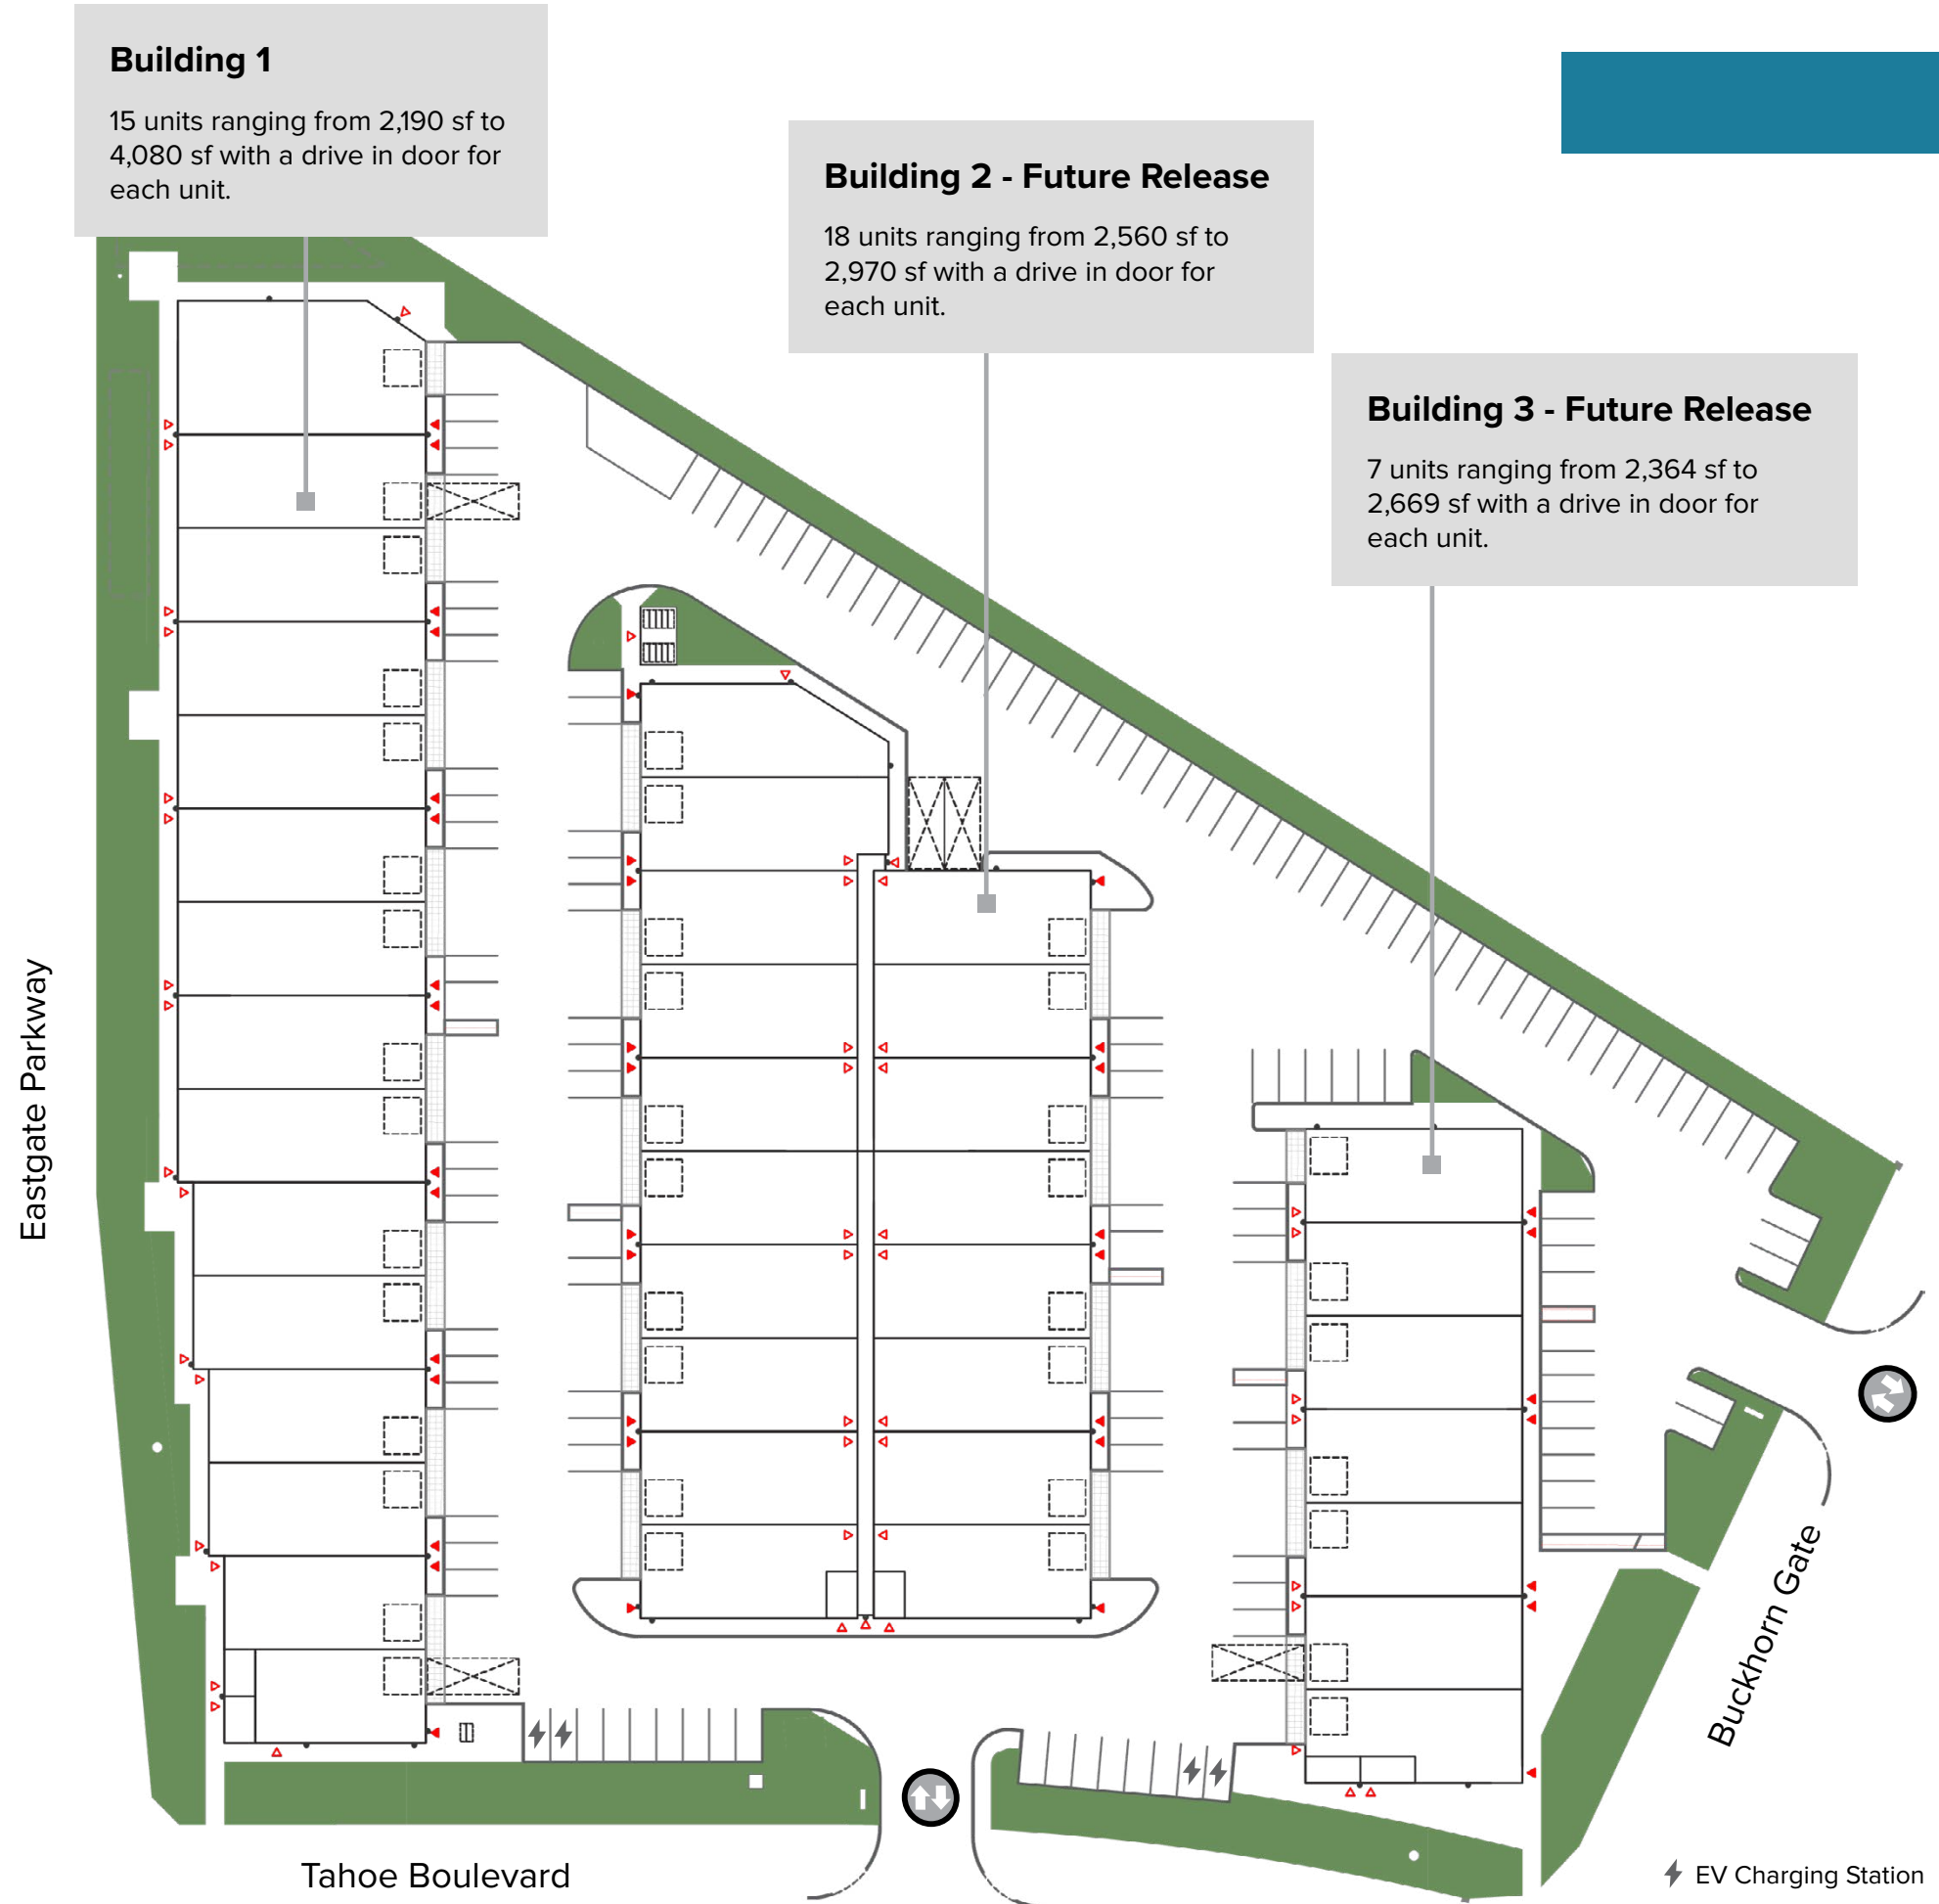 Building 1
15 units ranging from 2,190 sf to
4,080 sf with a drive in door for
each unit.
Building 2 - Future Release
18 units ranging from 2,560 sf to
2,970 sf with a drive in door for
each unit.
Building 3 - Future Release
7 units ranging from 2,364 sf to
2,669 sf with a drive in door for
each unit.
Eastgate Parkway
Buckhorn Gate
Tahoe Boulevard
EV Charging Station